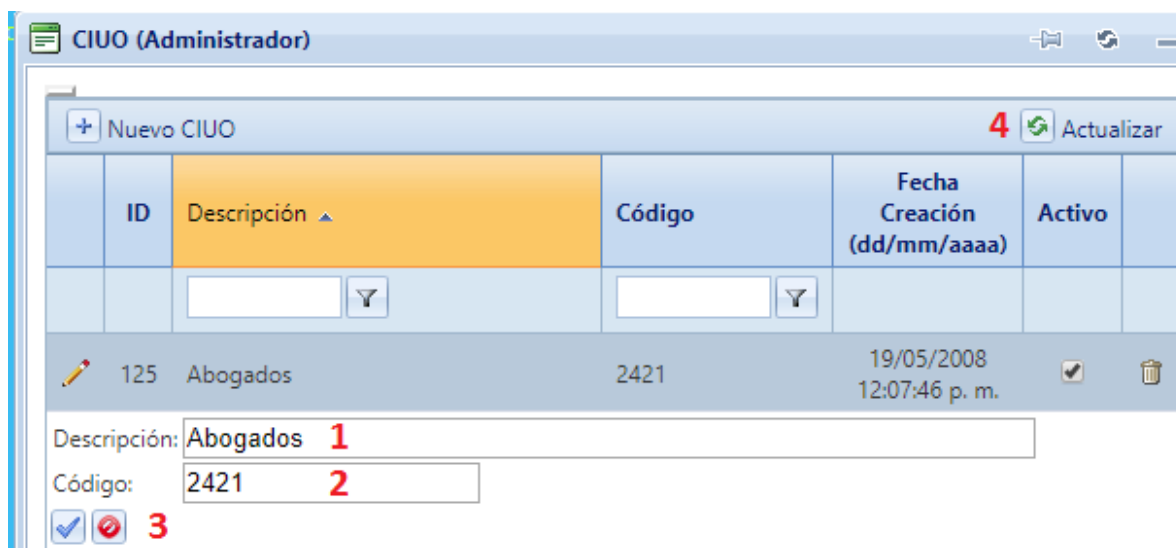 CIUO (Administrador)
Nuevo CIUO 4 Actualizar
ID Descripción Código Fecha Creación (dd/mm/aaaa) Activo
125 Abogados 2421 19/05/2008 12:07:46 p. m.
Descripción: Abogados 1
Código: 2421 2
3